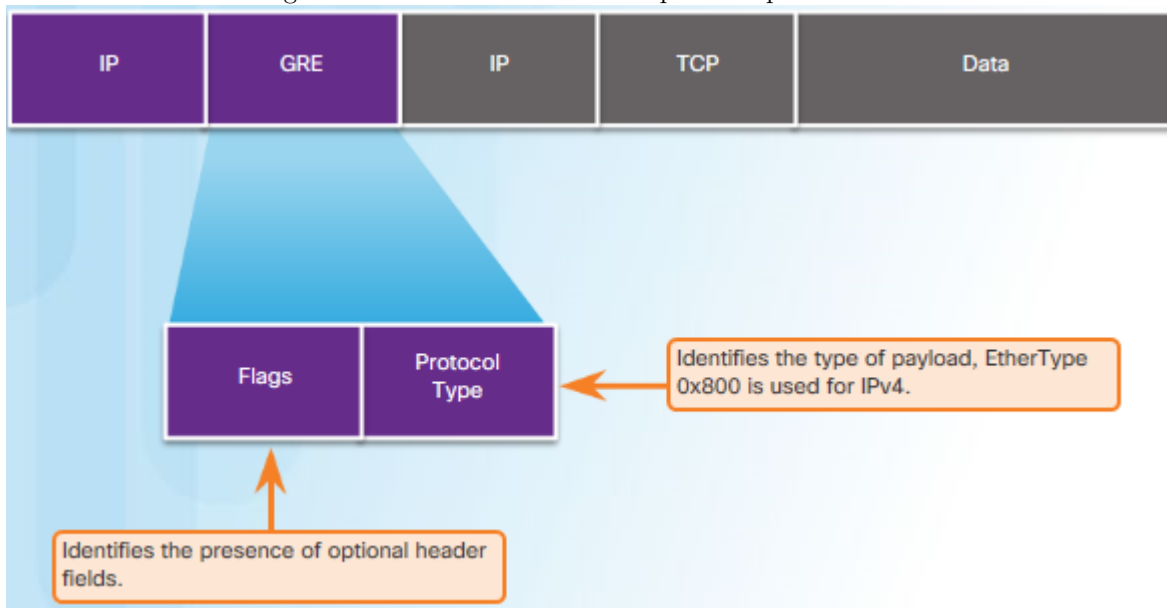 IP
GRE
IP
TCP
Data
Flags
Protocol
Type
Identifies the type of payload, EtherType
0x800 is used for IPv4.
Identifies the presence of optional header
fields.